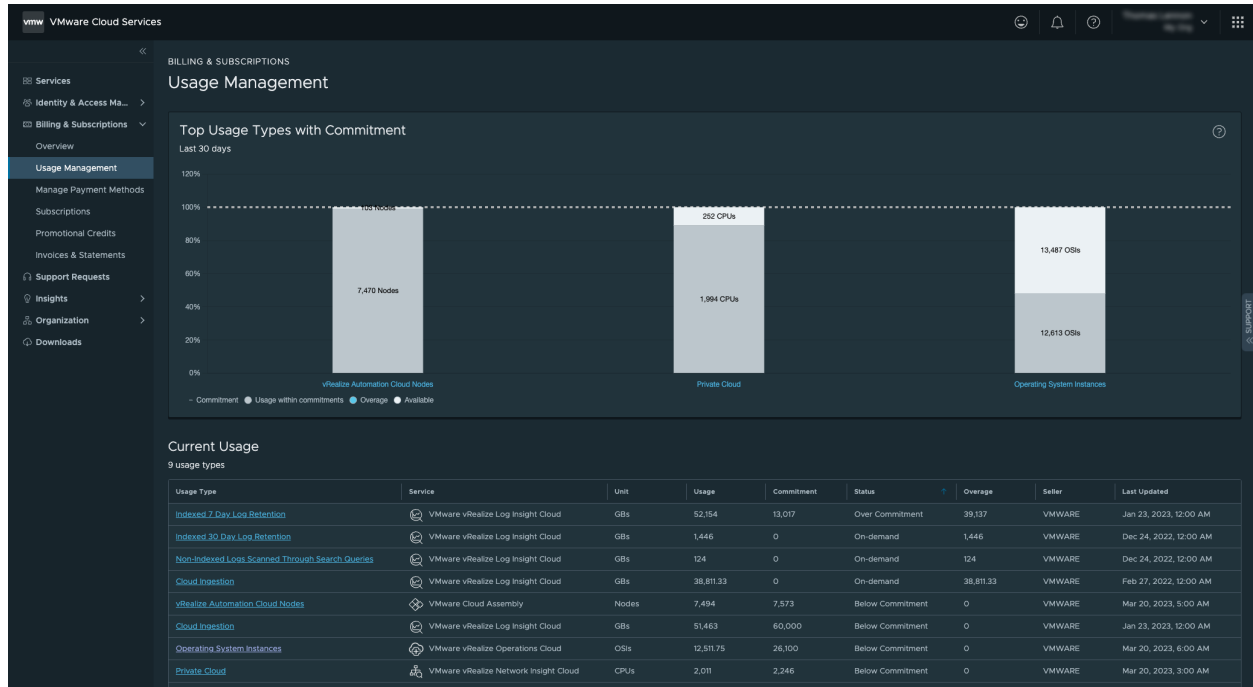 vmw VMware Cloud Services
Services
Identity & Access Ma...
Billing & Subscriptions
Overview
Usage Management
Manage Payment Methods
Subscriptions
Promotional Credits
Invoices & Statements
Support Requests
Insights
Organization
Downloads
BILLING & SUBSCRIPTIONS
Usage Management
Top Usage Types with Commitment
Last 30 days
120%
100%
80%
60%
40%
20%
0%
103 Nodes
7,470 Nodes
252 CPUs
1,994 CPUs
13,487 OSIs
12,613 OSIs
vRealize Automation Cloud Nodes Private Cloud Operating System Instances
Commitment Usage within commitments Overage Available
SUPPORT
Current Usage
9 usage types
Usage Type Service Unit Usage Commitment Status Overage Seller Last Updated
Indexed 7 Day Log Retention VMware vRealize Log Insight Cloud GBs 52,154 13,017 Over Commitment 39,137 VMWARE Jan 23, 2023, 12:00 AM
Indexed 30 Day Log Retention VMware vRealize Log Insight Cloud GBs 1,446 0 On-demand 1,446 VMWARE Dec 24, 2022, 12:00 AM
Non-Indexed Logs Scanned Through Search Queries VMware vRealize Log Insight Cloud GBs 124 0 On-demand 124 VMWARE Dec 24, 2022, 12:00 AM
Cloud Ingestion VMware vRealize Log Insight Cloud GBs 38,811.33 0 On-demand 38,811.33 VMWARE Feb 27, 2022, 12:00 AM
vRealize Automation Cloud Nodes VMware Cloud Assembly Nodes 7,494 7,573 Below Commitment 0 VMWARE Mar 20, 2023, 5:00 AM
Cloud Ingestion VMware vRealize Log Insight Cloud GBs 51,463 60,000 Below Commitment 0 VMWARE Jan 23, 2023, 12:00 AM
Operating System Instances VMware vRealize Operations Cloud OSIs 12,511.75 26,100 Below Commitment 0 VMWARE Mar 20, 2023, 6:00 AM
Private Cloud VMware vRealize Network Insight Cloud CPUs 2,011 2,246 Below Commitment 0 VMWARE Mar 20, 2023, 3:00 AM